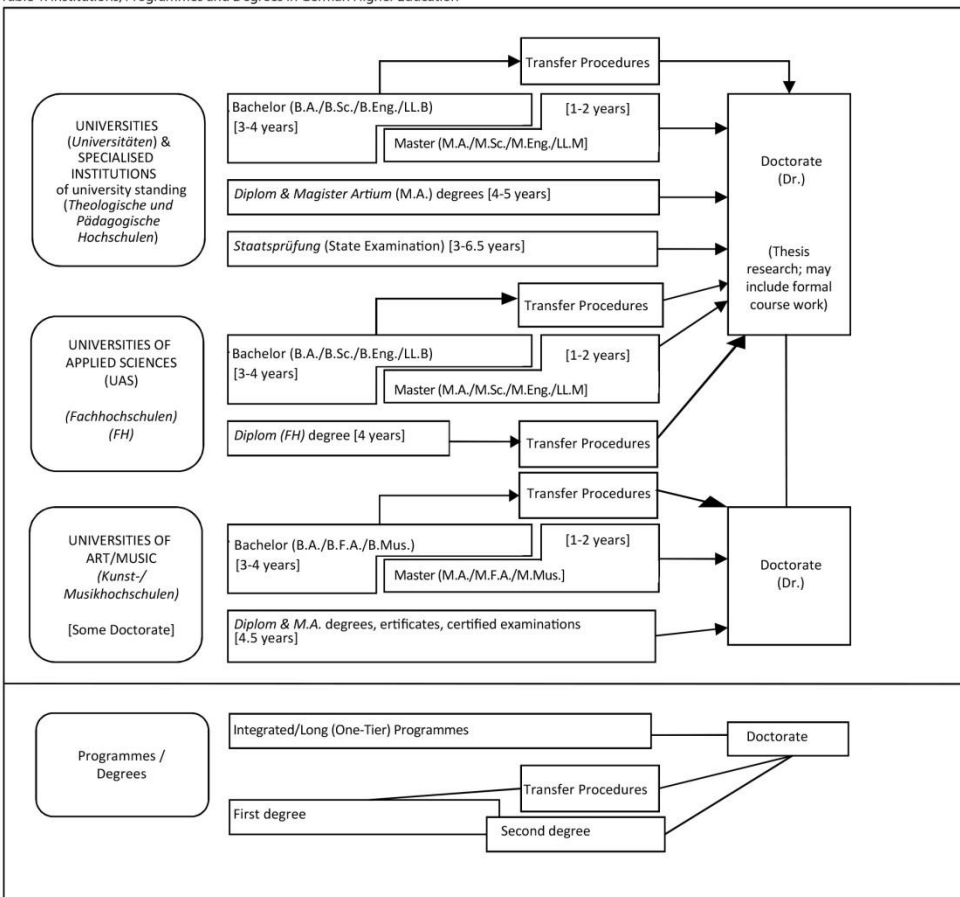 Table 1: Institutions, Programmes and Degrees in German Higher Education
Transfer Procedures
UNIVERSITIES
(Universitäten) &
SPECIALISED
INSTITUTIONS
of university standing
(Theologische und
Pädagogische
Hochschulen)
Bachelor (B.A./B.Sc./B.Eng./LL.B)
[3-4 years]
[1-2 years]
Master (M.A./M.Sc./M.Eng./LL.M]
Diplom & Magister Artium (M.A.) degrees [4-5 years]
Staatsprüfung (State Examination) [3-6.5 years]
Doctorate
(Dr.)
(Thesis
research; may
include formal
course work)
Transfer Procedures
UNIVERSITIES OF
APPLIED SCIENCES
(UAS)
(Fachhochschulen)
(FH)
Bachelor (B.A./B.Sc./B.Eng./LL.B)
[3-4 years]
[1-2 years]
Master (M.A./M.Sc./M.Eng./LL.M]
Diplom (FH) degree [4 years]
Transfer Procedures
Transfer Procedures
UNIVERSITIES OF
ART/MUSIC
(Kunst-/
Musikhochschulen)
[Some Doctorate]
Bachelor (B.A./B.F.A./B.Mus.)
[3-4 years]
[1-2 years]
Master (M.A./M.F.A./M.Mus.]
Diplom & M.A. degrees, ertificates, certified examinations
[4.5 years]
Doctorate
(Dr.)
Programmes /
Degrees
Integrated/Long (One-Tier) Programmes
Doctorate
Transfer Procedures
First degree
Second degree